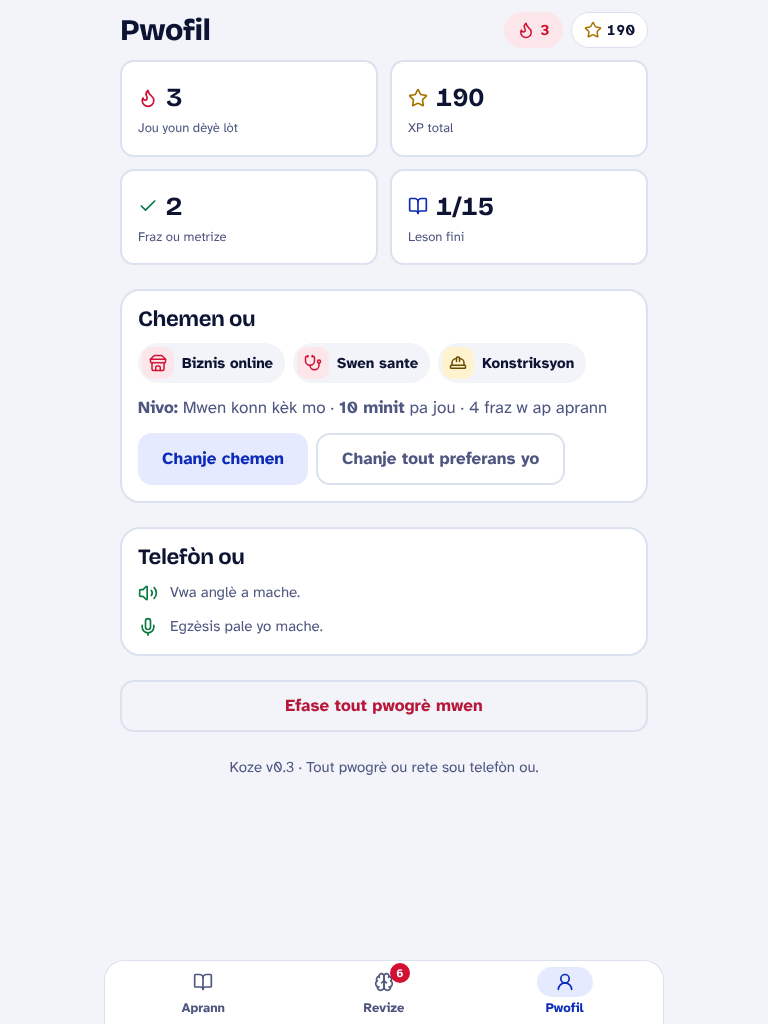 Pwofil
3
190
3
Jou youn dèyè lòt
190
XP total
2
Fraz ou metrize
1/15
Leson fini
Chemen ou
Biznis online
Swen sante
Konstriksyon
Nivo: Mwen konn kèk mo · 10 minit pa jou · 4 fraz w ap aprann
Chanje chemen
Chanje tout preferans yo
Telefòn ou
Vwa anglè a mache.
Egzèsis pale yo mache.
Efase tout pwogrè mwen
Koze v0.3 · Tout pwogrè ou rete sou telefòn ou.
6
Aprann
Revize
Pwofil